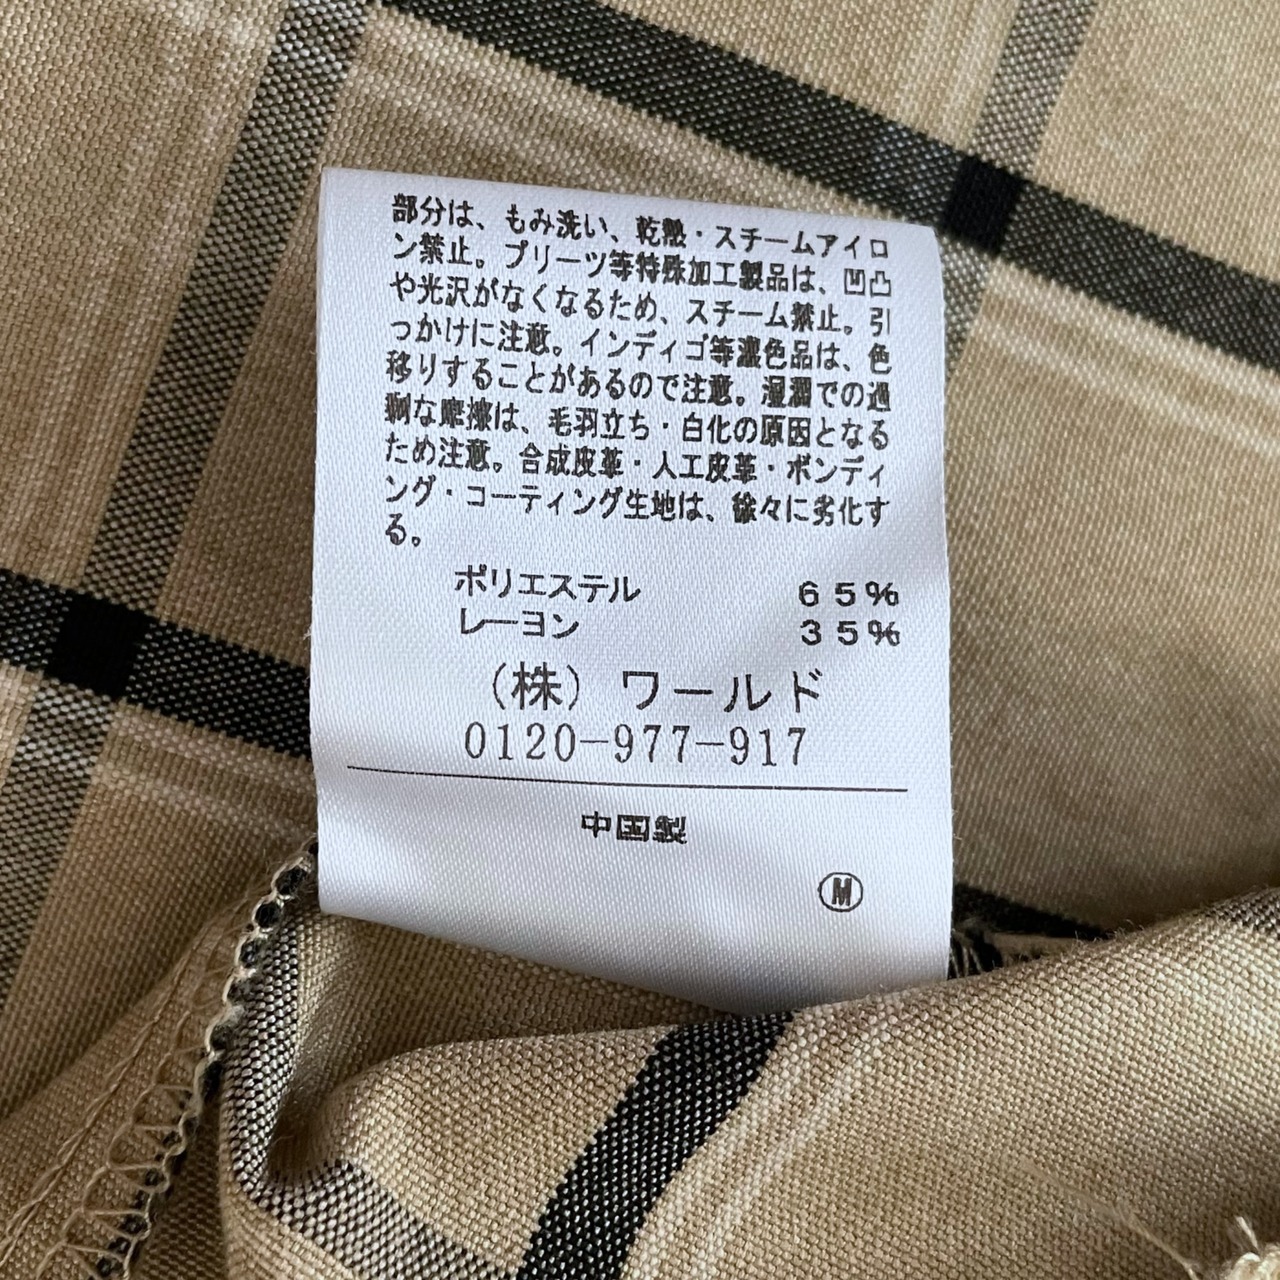 部分は、もみ洗い、乾熱・スチームアイロ
ン禁止。プリーツ等特殊加工製品は、凹凸
や光沢がなくなるため、スチーム禁止。引
っかけに注意。インディゴ等濃色品は、色
移りすることがあるので注意。湿潤での過
剰な摩擦は、毛羽立ち・白化の原因となる
ため注意。合成皮革・人工皮革・ボンディ
ング・コーティング生地は、徐々に劣化す
る。
ポリエステル 65%
レーヨン 35%
(株) ワールド
0120-977-917
中国製
Ⓜ